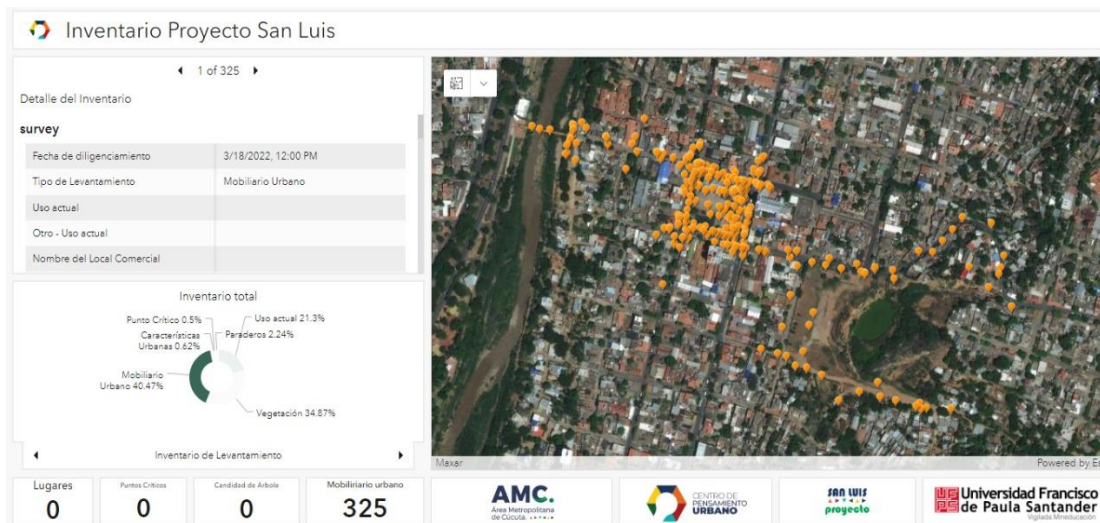 Inventario Proyecto San Luis
1 of 325
Detalle del Inventario
survey
Fecha de diligenciamiento 3/18/2022, 12:00 PM
Tipo de Levantamiento Mobiliario Urbano
Uso actual
Otro - Uso actual
Nombre del Local Comercial
Inventario total
Punto Crítico 0.5%
Uso actual 21.3%
Características
Urbanas 0.62%
Paraderos 2.24%
Mobiliario
Urbano 40.47%
Vegetación 34.87%
Inventario de Levantamiento
Maxar
Powered by
Lugares
0
Puntos Críticos
0
Candidad de Árbole
0
Mobiliriario urbano
325
AMC.
Área Metropolitana
de Cúcuta.
CENTRO DE
PENSAMIENTO
URBANO
SAN LUIS
proyecto
UFPS
Universidad Francisco
de Paula Santander
Vigilada Mineducación